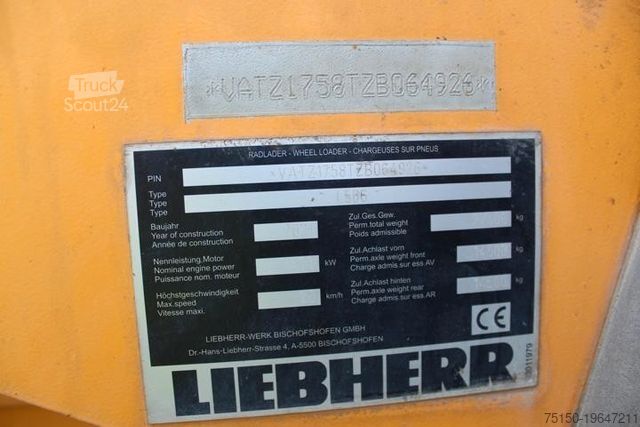 Truck
Scout24
*VATZ1758TZB064926*
RADLADER - WHEEL LOADER - CHARGEUSES SUR PNEUS
PIN *VATZ1758TZB064926*
Type
Type
Type
Baujahr
Year of construction
Année de construction
Nennleistung.Motor
Nominal engine power kW
Puissance nom. moteur
Höchstgeschwindigkeit
Max.speed km/h
Vitesse maxi.
Zul.Ges.Gew.
Perm.total weight kg
Poids admissible
Zul.Achlast vorn
Perm.axle weight front kg
Charge admis.sur ess.AV
Zul.Achslast hinten
Perm.axle weight rear kg
Charge admis.sur ess.AR
CE
LIEBHERR-WERK BISCHOFSHOFEN GMBH
Dr.-Hans-Liebherr-Strasse 4, A-5500 BISCHOFSHOFEN
LIEBHERR
75150-19647211